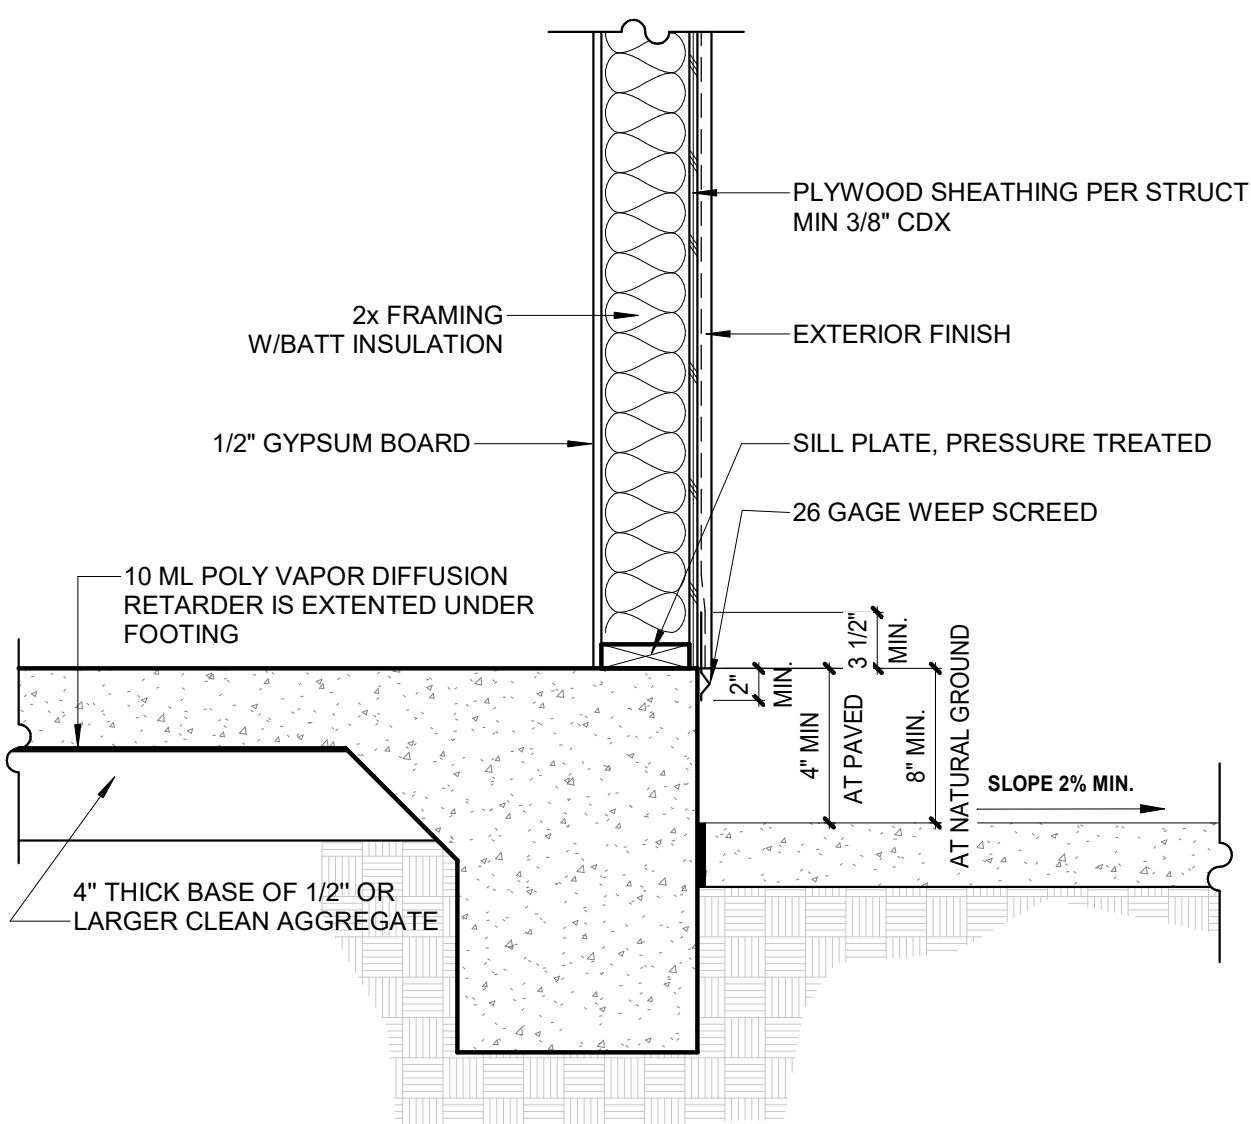 PLYWOOD SHEATHING PER STRUCT
MIN 3/8" CDX
2x FRAMING
W/BATT INSULATION
EXTERIOR FINISH
1/2" GYPSUM BOARD
SILL PLATE, PRESSURE TREATED
26 GAGE WEEP SCREED
10 ML POLY VAPOR DIFFUSION
RETARDER IS EXTENTED UNDER
FOOTING
3 1/2"
MIN.
2"
MIN.
4" MIN
AT PAVED
8" MIN.
AT NATURAL GROUND
SLOPE 2% MIN.
4" THICK BASE OF 1/2" OR
LARGER CLEAN AGGREGATE